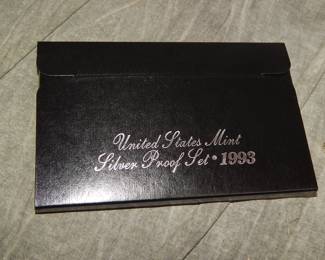 United States Mint
Silver Proof Set • 1993